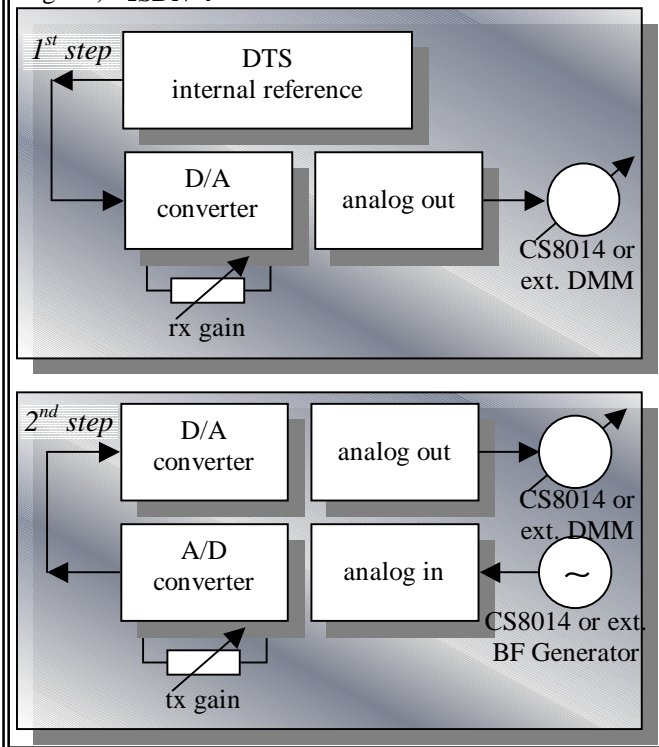 1st step
DTS
internal reference
D/A
converter
analog out
CS8014 or
ext. DMM
rx gain
2nd step
D/A
converter
analog out
CS8014 or
ext. DMM
A/D
converter
analog in
~
CS8014 or ext.
BF Generator
tx gain